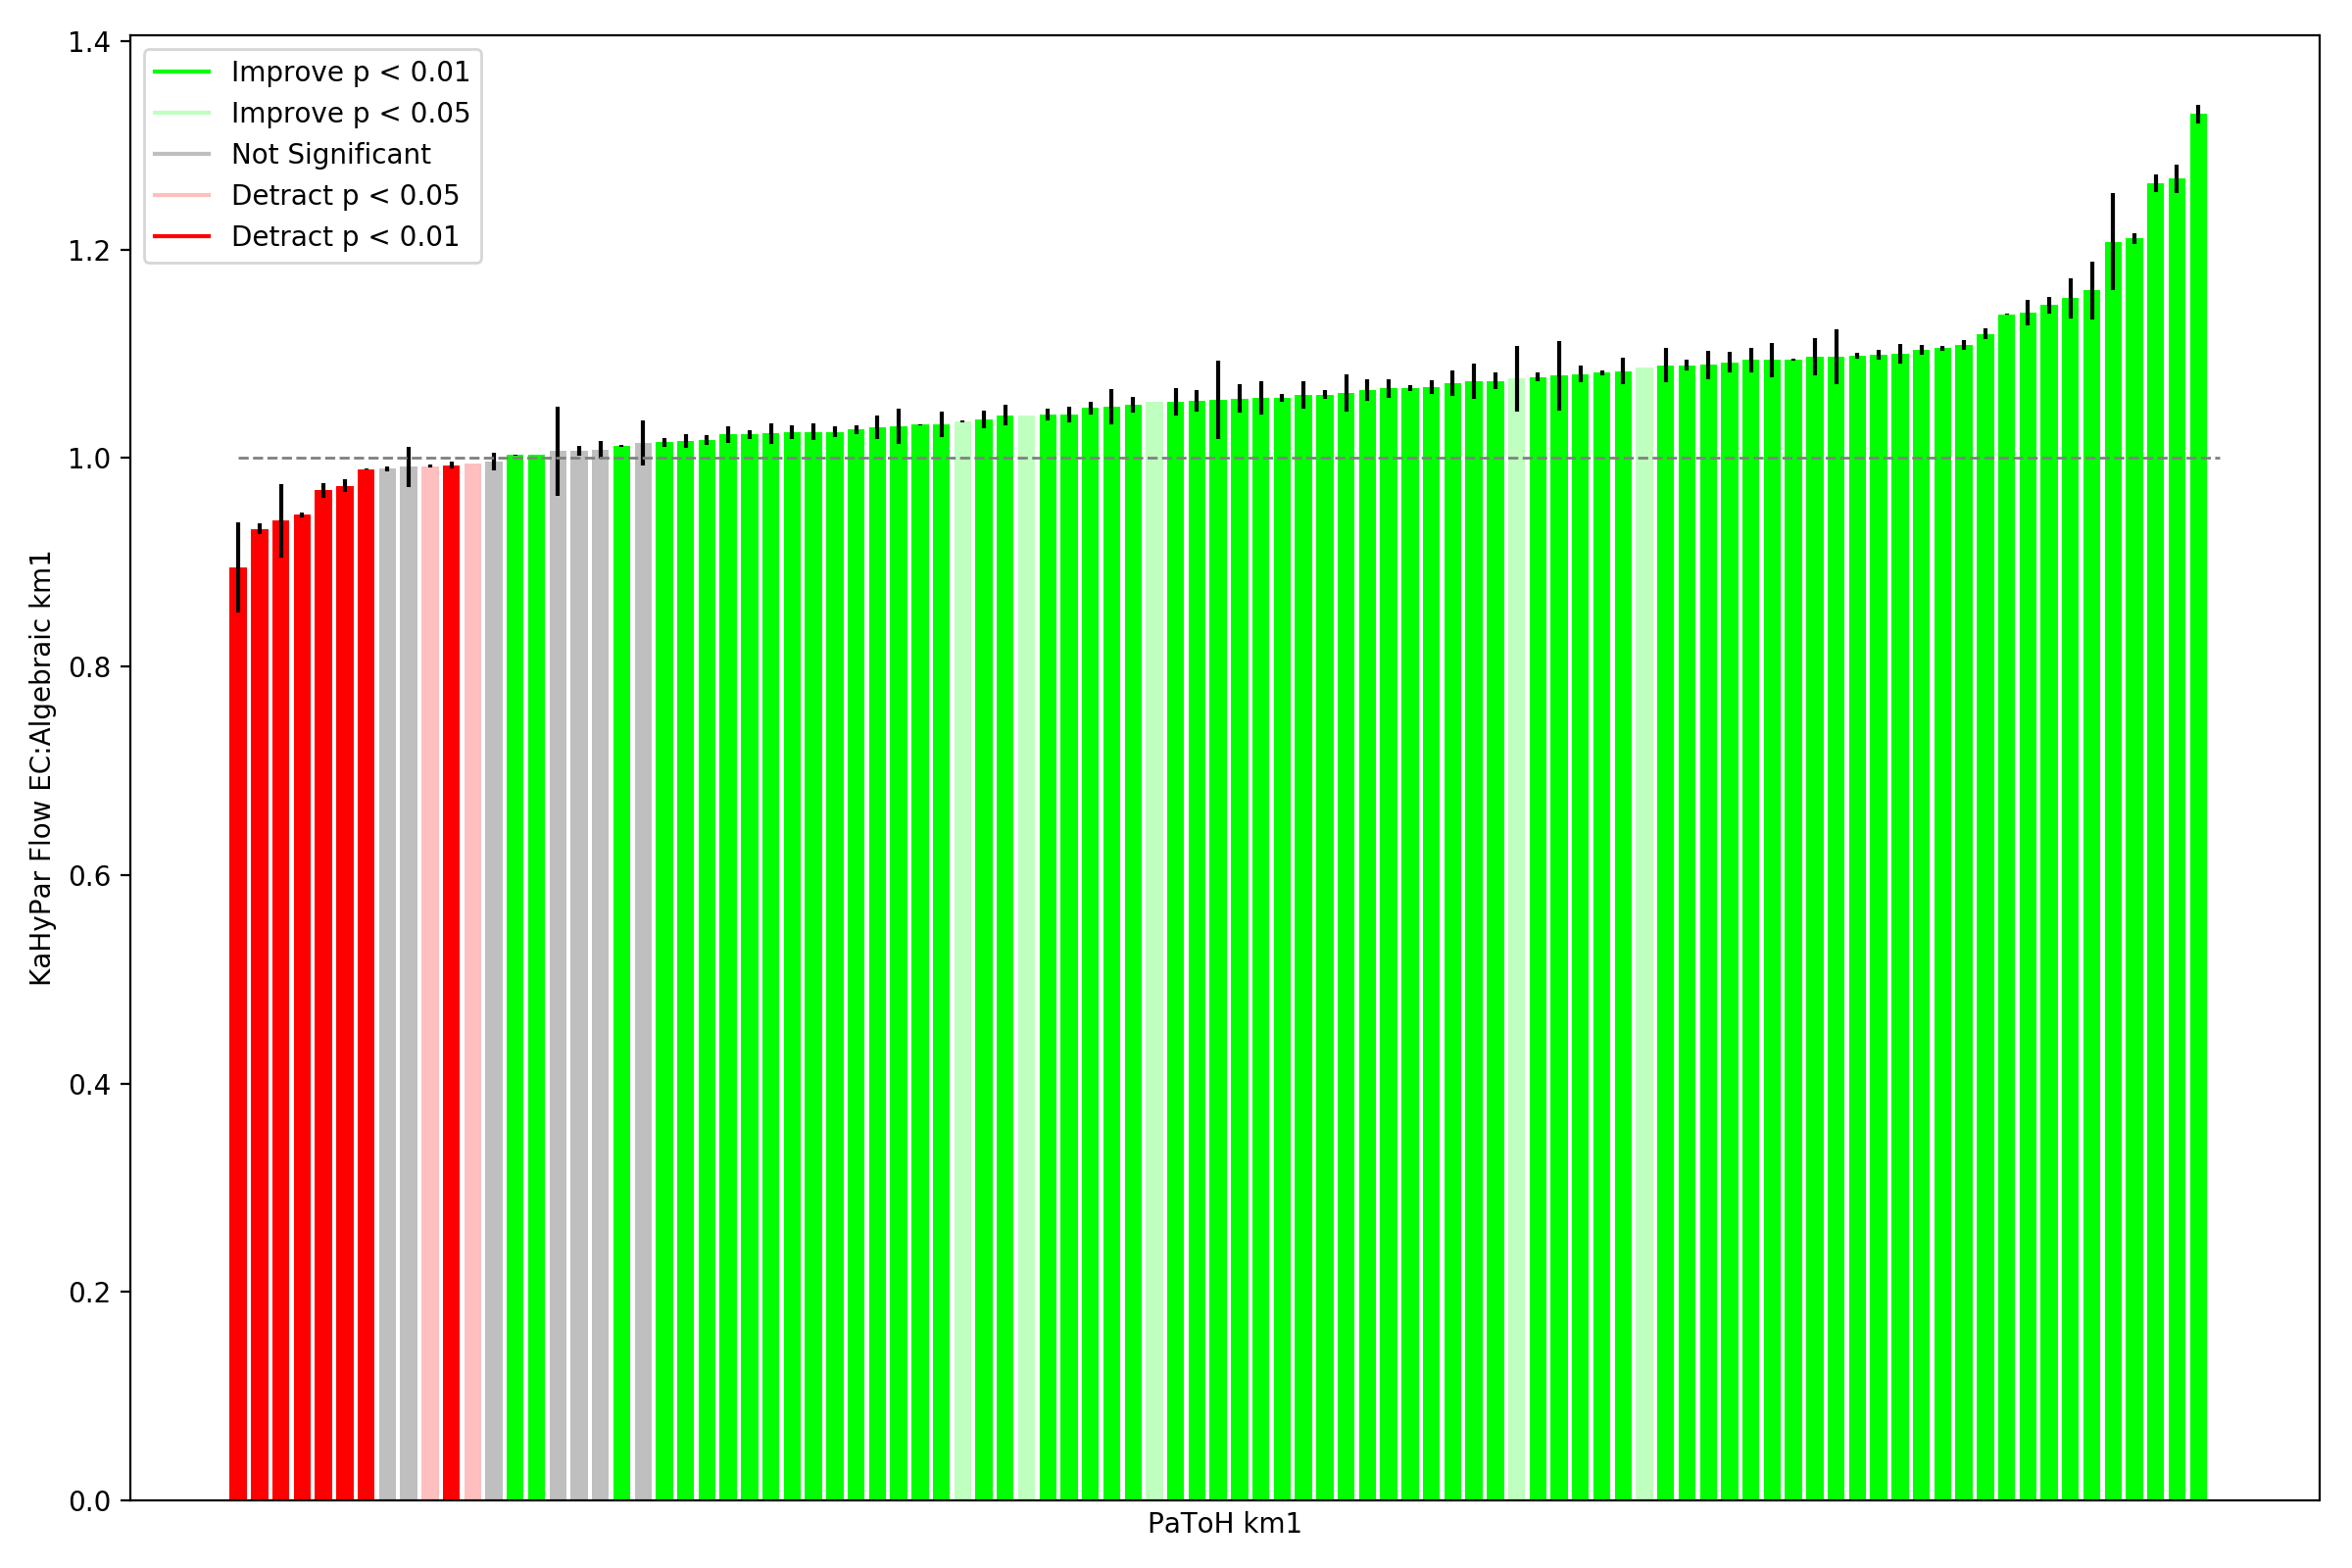 Improve p < 0.01
Improve p < 0.05
Not Significant
Detract p < 0.05
Detract p < 0.01
1.4
1.2
1.0
0.8
0.6
0.4
0.2
0.0
KaHyPar Flow EC:Algebraic km1
PaToH km1